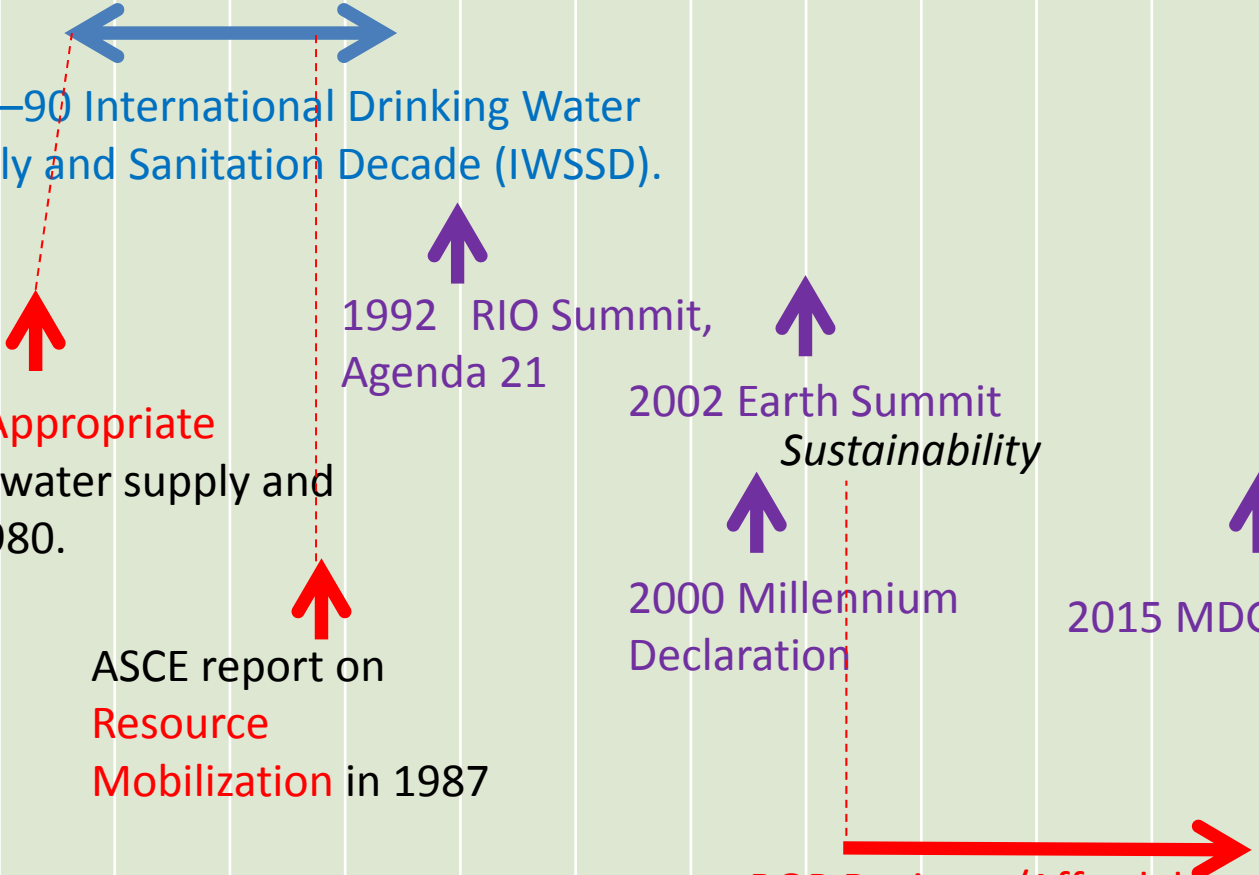 –90 International Drinking Water
ly and Sanitation Decade (IWSSD).
1992 RIO Summit,
Agenda 21
2002 Earth Summit
Sustainability
Appropriate
water supply and
980.
2000 Millennium
Declaration
2015 MDG
ASCE report on
Resource
Mobilization in 1987